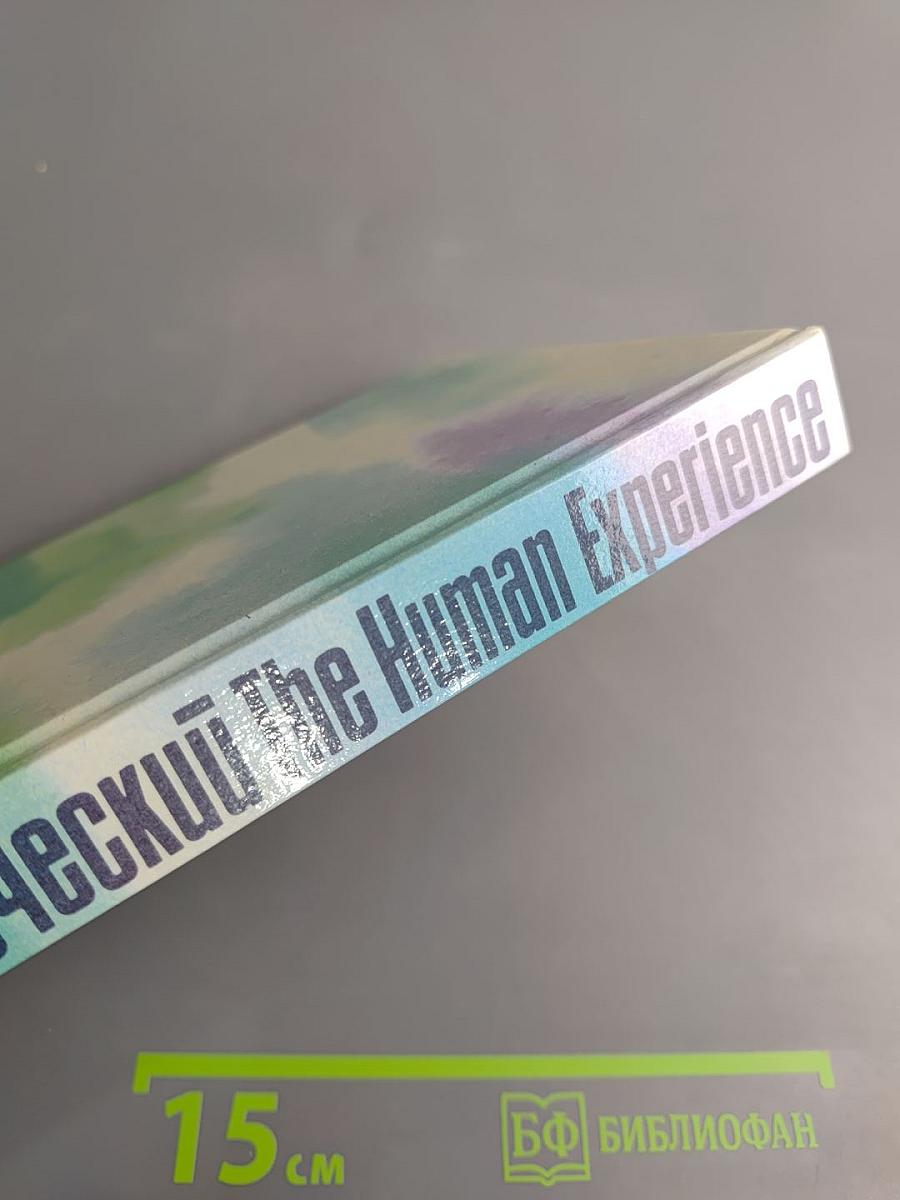 ческий The Human Experience
15 см
БФ БИБЛИОФАН